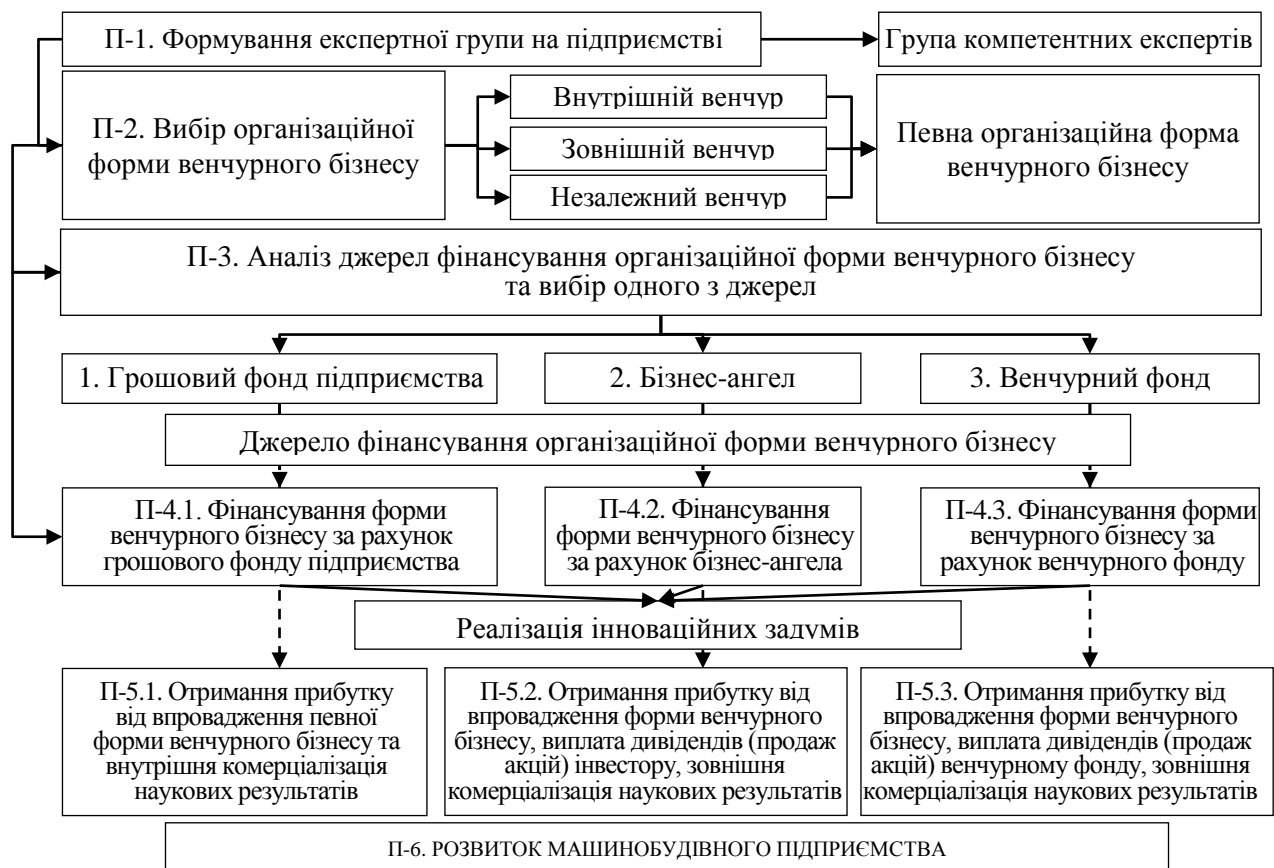 П-1. Формування експертної групи на підприємстві
Група компетентних експертів
П-2. Вибір організаційної
форми венчурного бізнесу
Внутрішній венчур
Зовнішній венчур
Незалежний венчур
Певна організаційна форма
венчурного бізнесу
П-3. Аналіз джерел фінансування організаційної форми венчурного бізнесу
та вибір одного з джерел
1. Грошовий фонд підприємства
2. Бізнес-ангел
3. Венчурний фонд
Джерело фінансування організаційної форми венчурного бізнесу
П-4.1. Фінансування форми
венчурного бізнесу за рахунок
грошового фонду підприємства
П-4.2. Фінансування
форми венчурного бізнесу
за рахунок бізнес-ангела
П-4.3. Фінансування форми
венчурного бізнесу за
рахунок венчурного фонду
Реалізація інноваційних задумів
П-5.1. Отримання прибутку
від впровадження певної
форми венчурного бізнесу та
внутрішня комерціалізація
наукових результатів
П-5.2. Отримання прибутку від
впровадження форми венчурного
бізнесу, виплата дивідендів (продаж
акцій) інвестору, зовнішня
комерціалізація наукових результатів
П-5.3. Отримання прибутку від
впровадження форми венчурного
бізнесу, виплата дивідендів (продаж
акцій) венчурному фонду, зовнішня
комерціалізація наукових результатів
П-6. РОЗВИТОК МАШИНОБУДІВНОГО ПІДПРИЄМСТВА